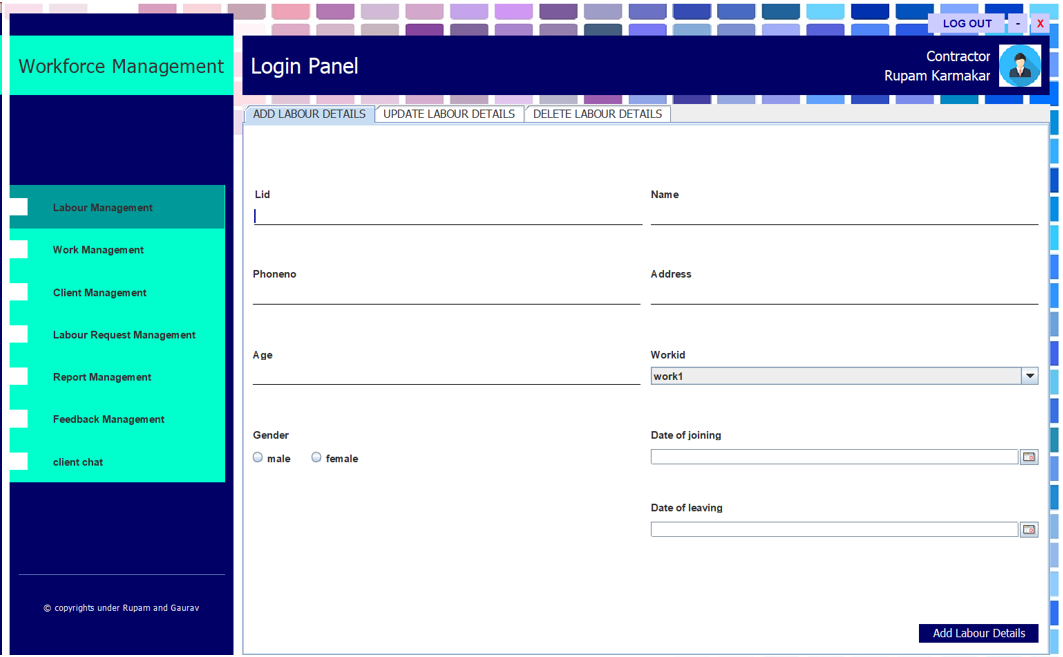 LOG OUT - X
Workforce Management
Login Panel
Contractor
Rupam Karmakar
ADD LABOUR DETAILS UPDATE LABOUR DETAILS DELETE LABOUR DETAILS
Labour Management
Work Management
Client Management
Labour Request Management
Report Management
Feedback Management
client chat
© copyrights under Rupam and Gaurav
Lid Name
Phoneno Address
Age Workid
work1
Gender Date of joining
male female
Date of leaving
Add Labour Details